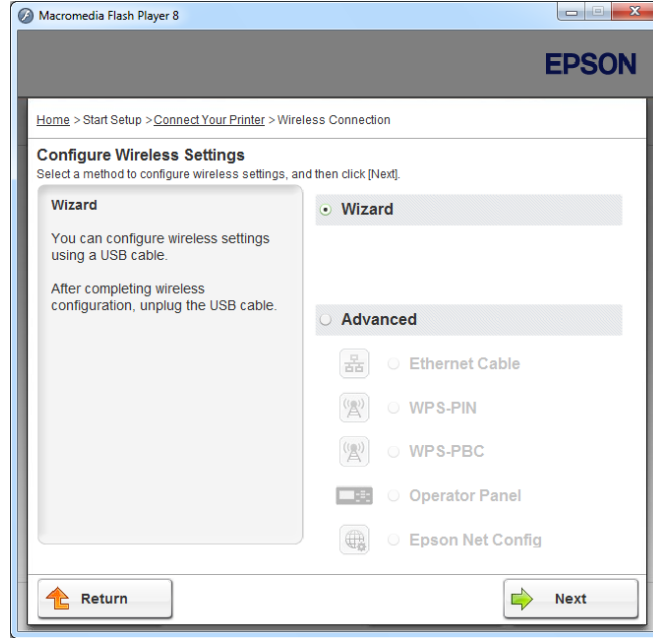 Macromedia Flash Player 8
EPSON
Home > Start Setup > Connect Your Printer > Wireless Connection
Configure Wireless Settings
Select a method to configure wireless settings, and then click [Next].
Wizard
You can configure wireless settings
using a USB cable.
After completing wireless
configuration, unplug the USB cable.
Wizard
Advanced
Ethernet Cable
WPS-PIN
WPS-PBC
Operator Panel
Epson Net Config
Return
Next